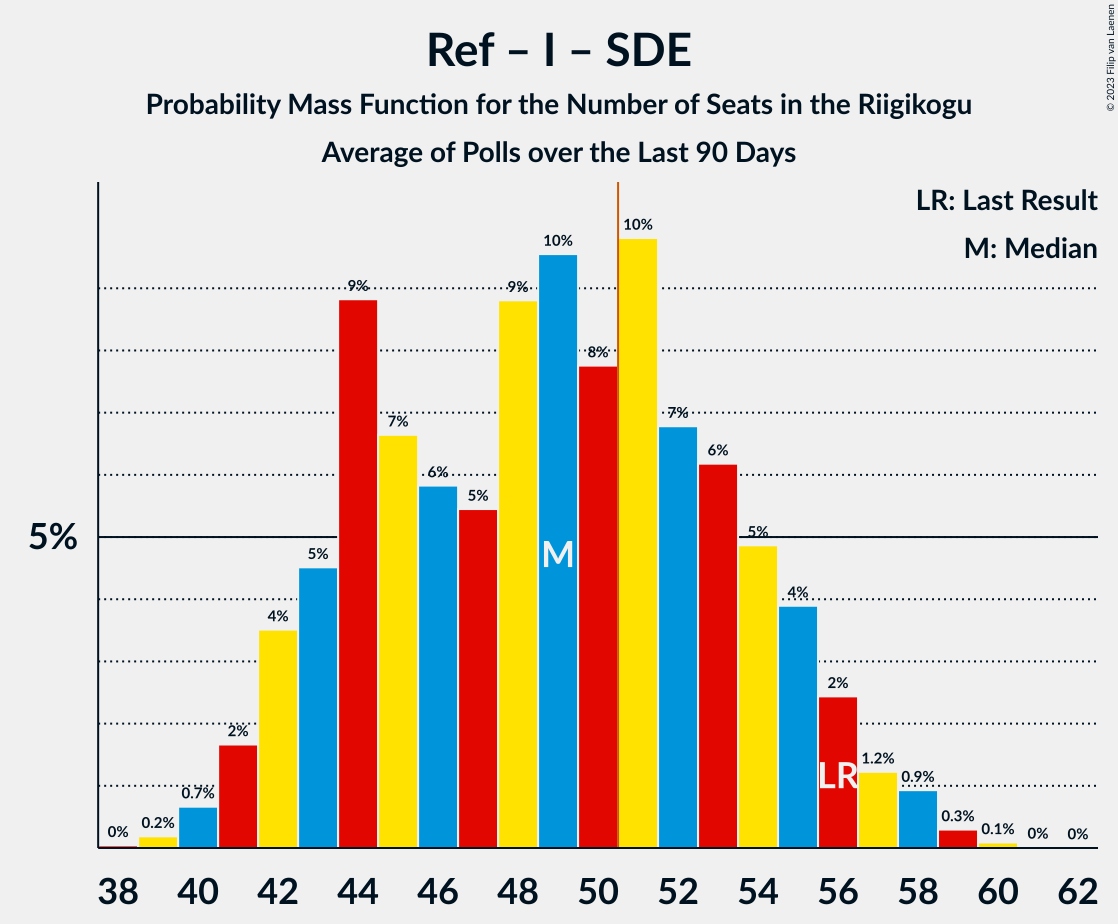 Ref – I – SDE
Probability Mass Function for the Number of Seats in the Riigikogu
Average of Polls over the Last 90 Days
© 2023 Filip van Laenen
LR: Last Result
M: Median
5%
0% 0.2% 0.7% 2% 4% 5% 9% 7% 6% 5% 9% 10% 8% 10% 7% 6% 5% 4% 2% 1.2% 0.9% 0.3% 0.1% 0% 0%
M
LR
38 40 42 44 46 48 50 52 54 56 58 60 62